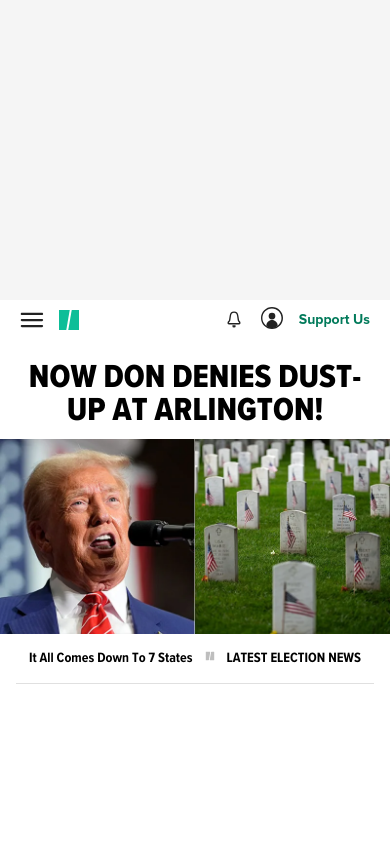 Support Us
NOW DON DENIES DUST-
UP AT ARLINGTON!
It All Comes Down To 7 States
LATEST ELECTION NEWS